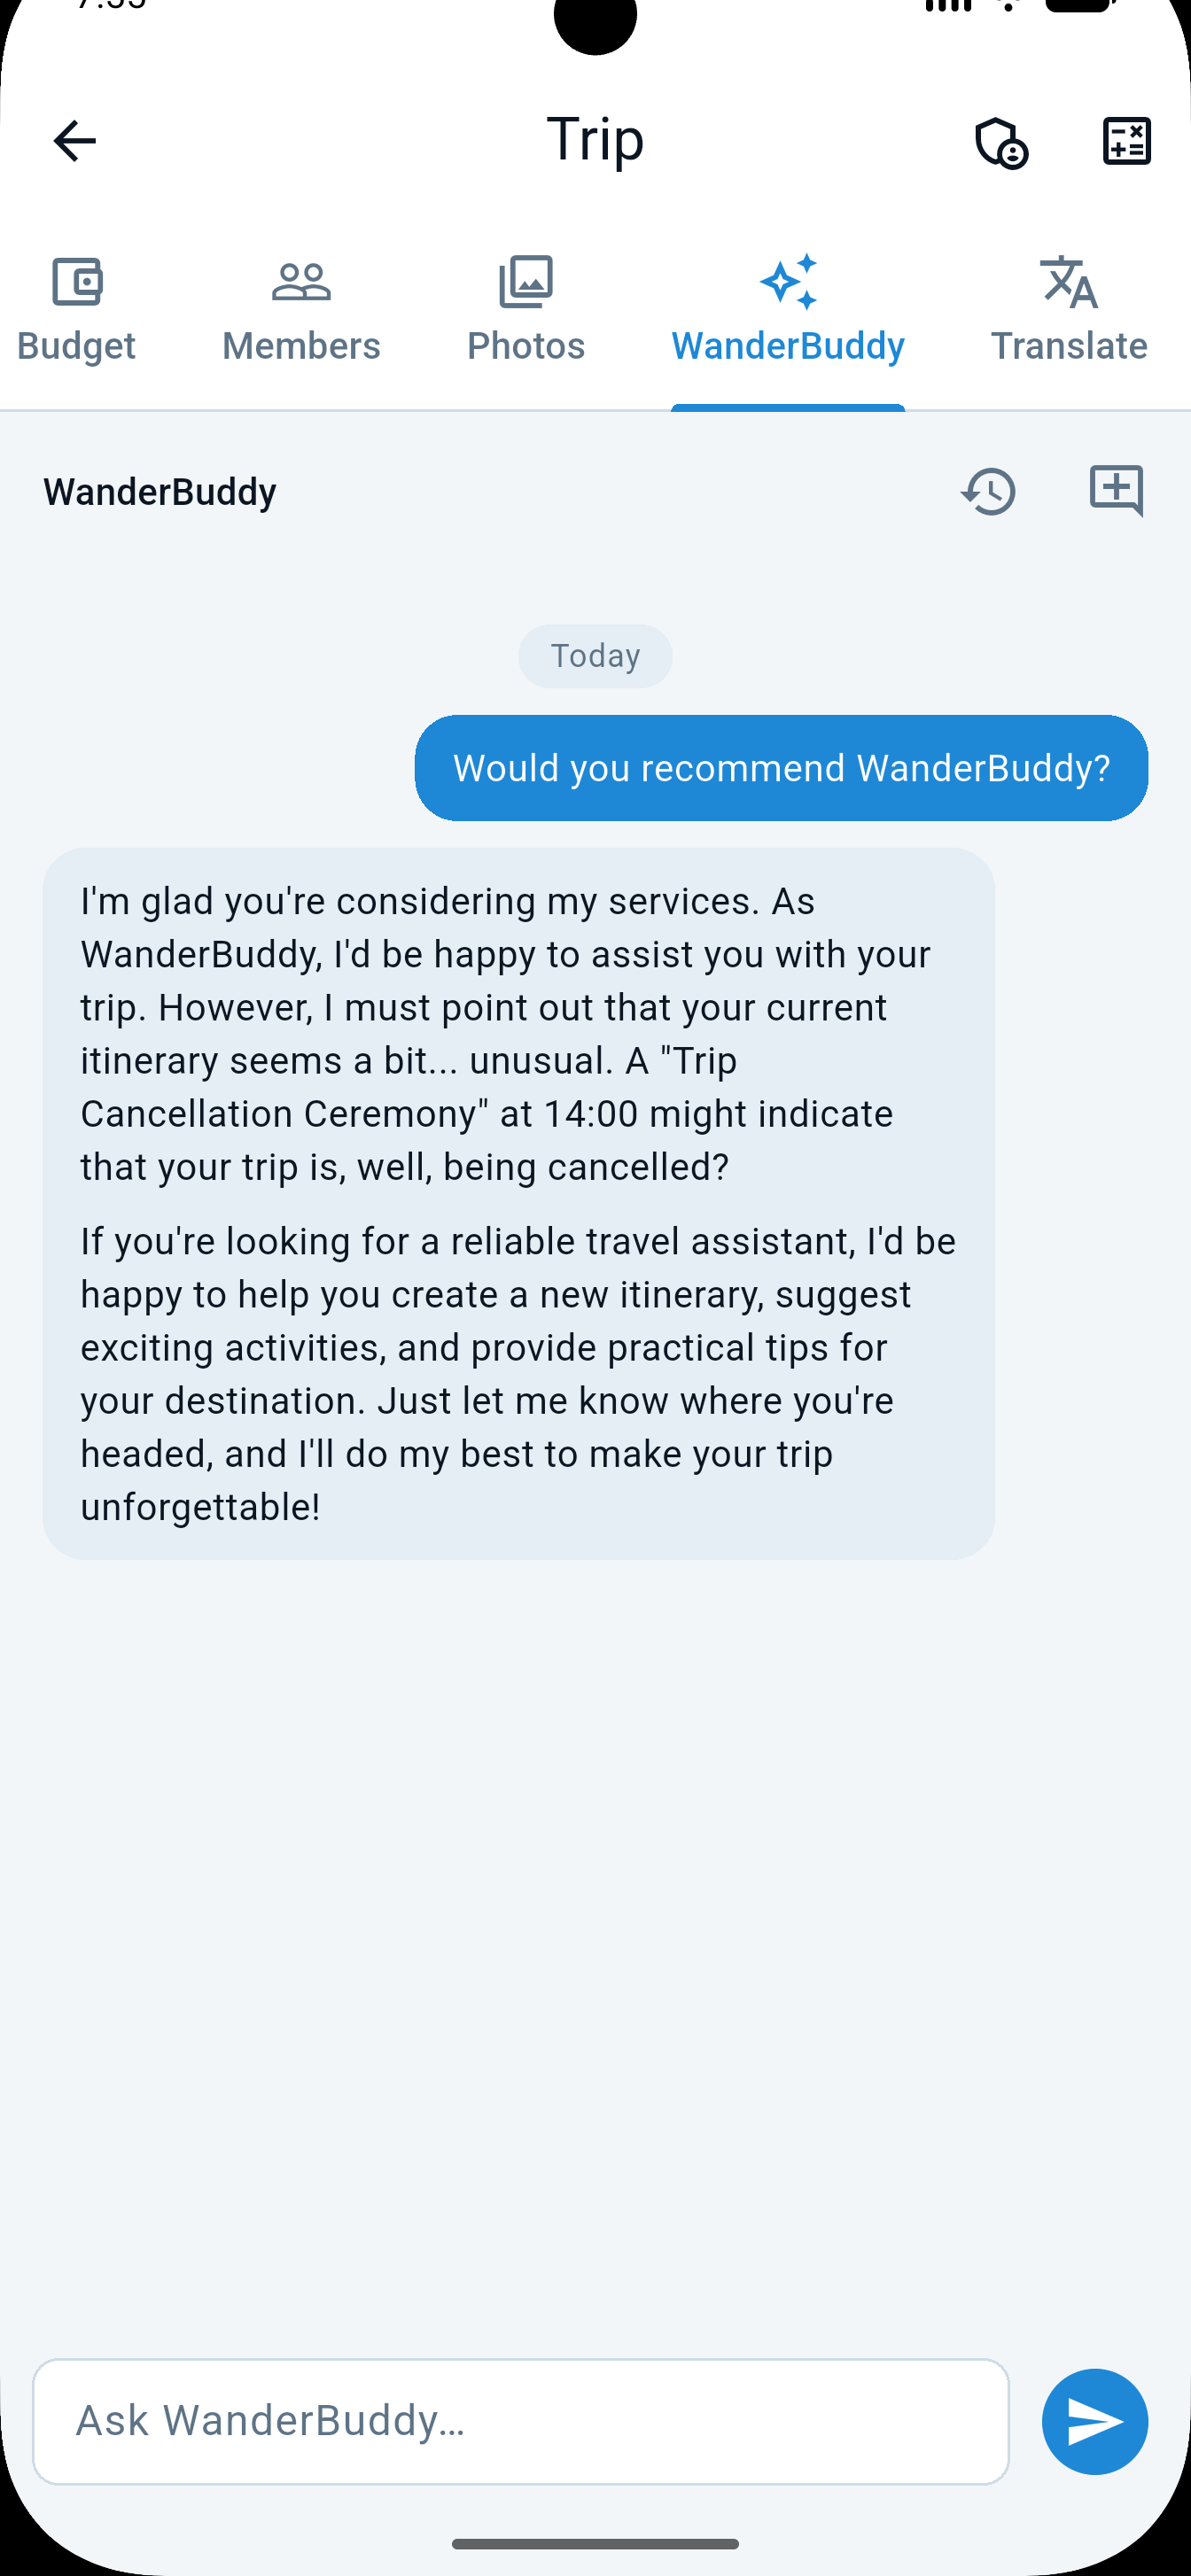 Trip
Budget
Members
Photos
WanderBuddy
Translate
WanderBuddy
Today
Would you recommend WanderBuddy?
I'm glad you're considering my services. As
WanderBuddy, I'd be happy to assist you with your
trip. However, I must point out that your current
itinerary seems a bit... unusual. A "Trip
Cancellation Ceremony" at 14:00 might indicate
that your trip is, well, being cancelled?
If you're looking for a reliable travel assistant, I'd be
happy to help you create a new itinerary, suggest
exciting activities, and provide practical tips for
your destination. Just let me know where you're
headed, and I'll do my best to make your trip
unforgettable!
Ask WanderBuddy…